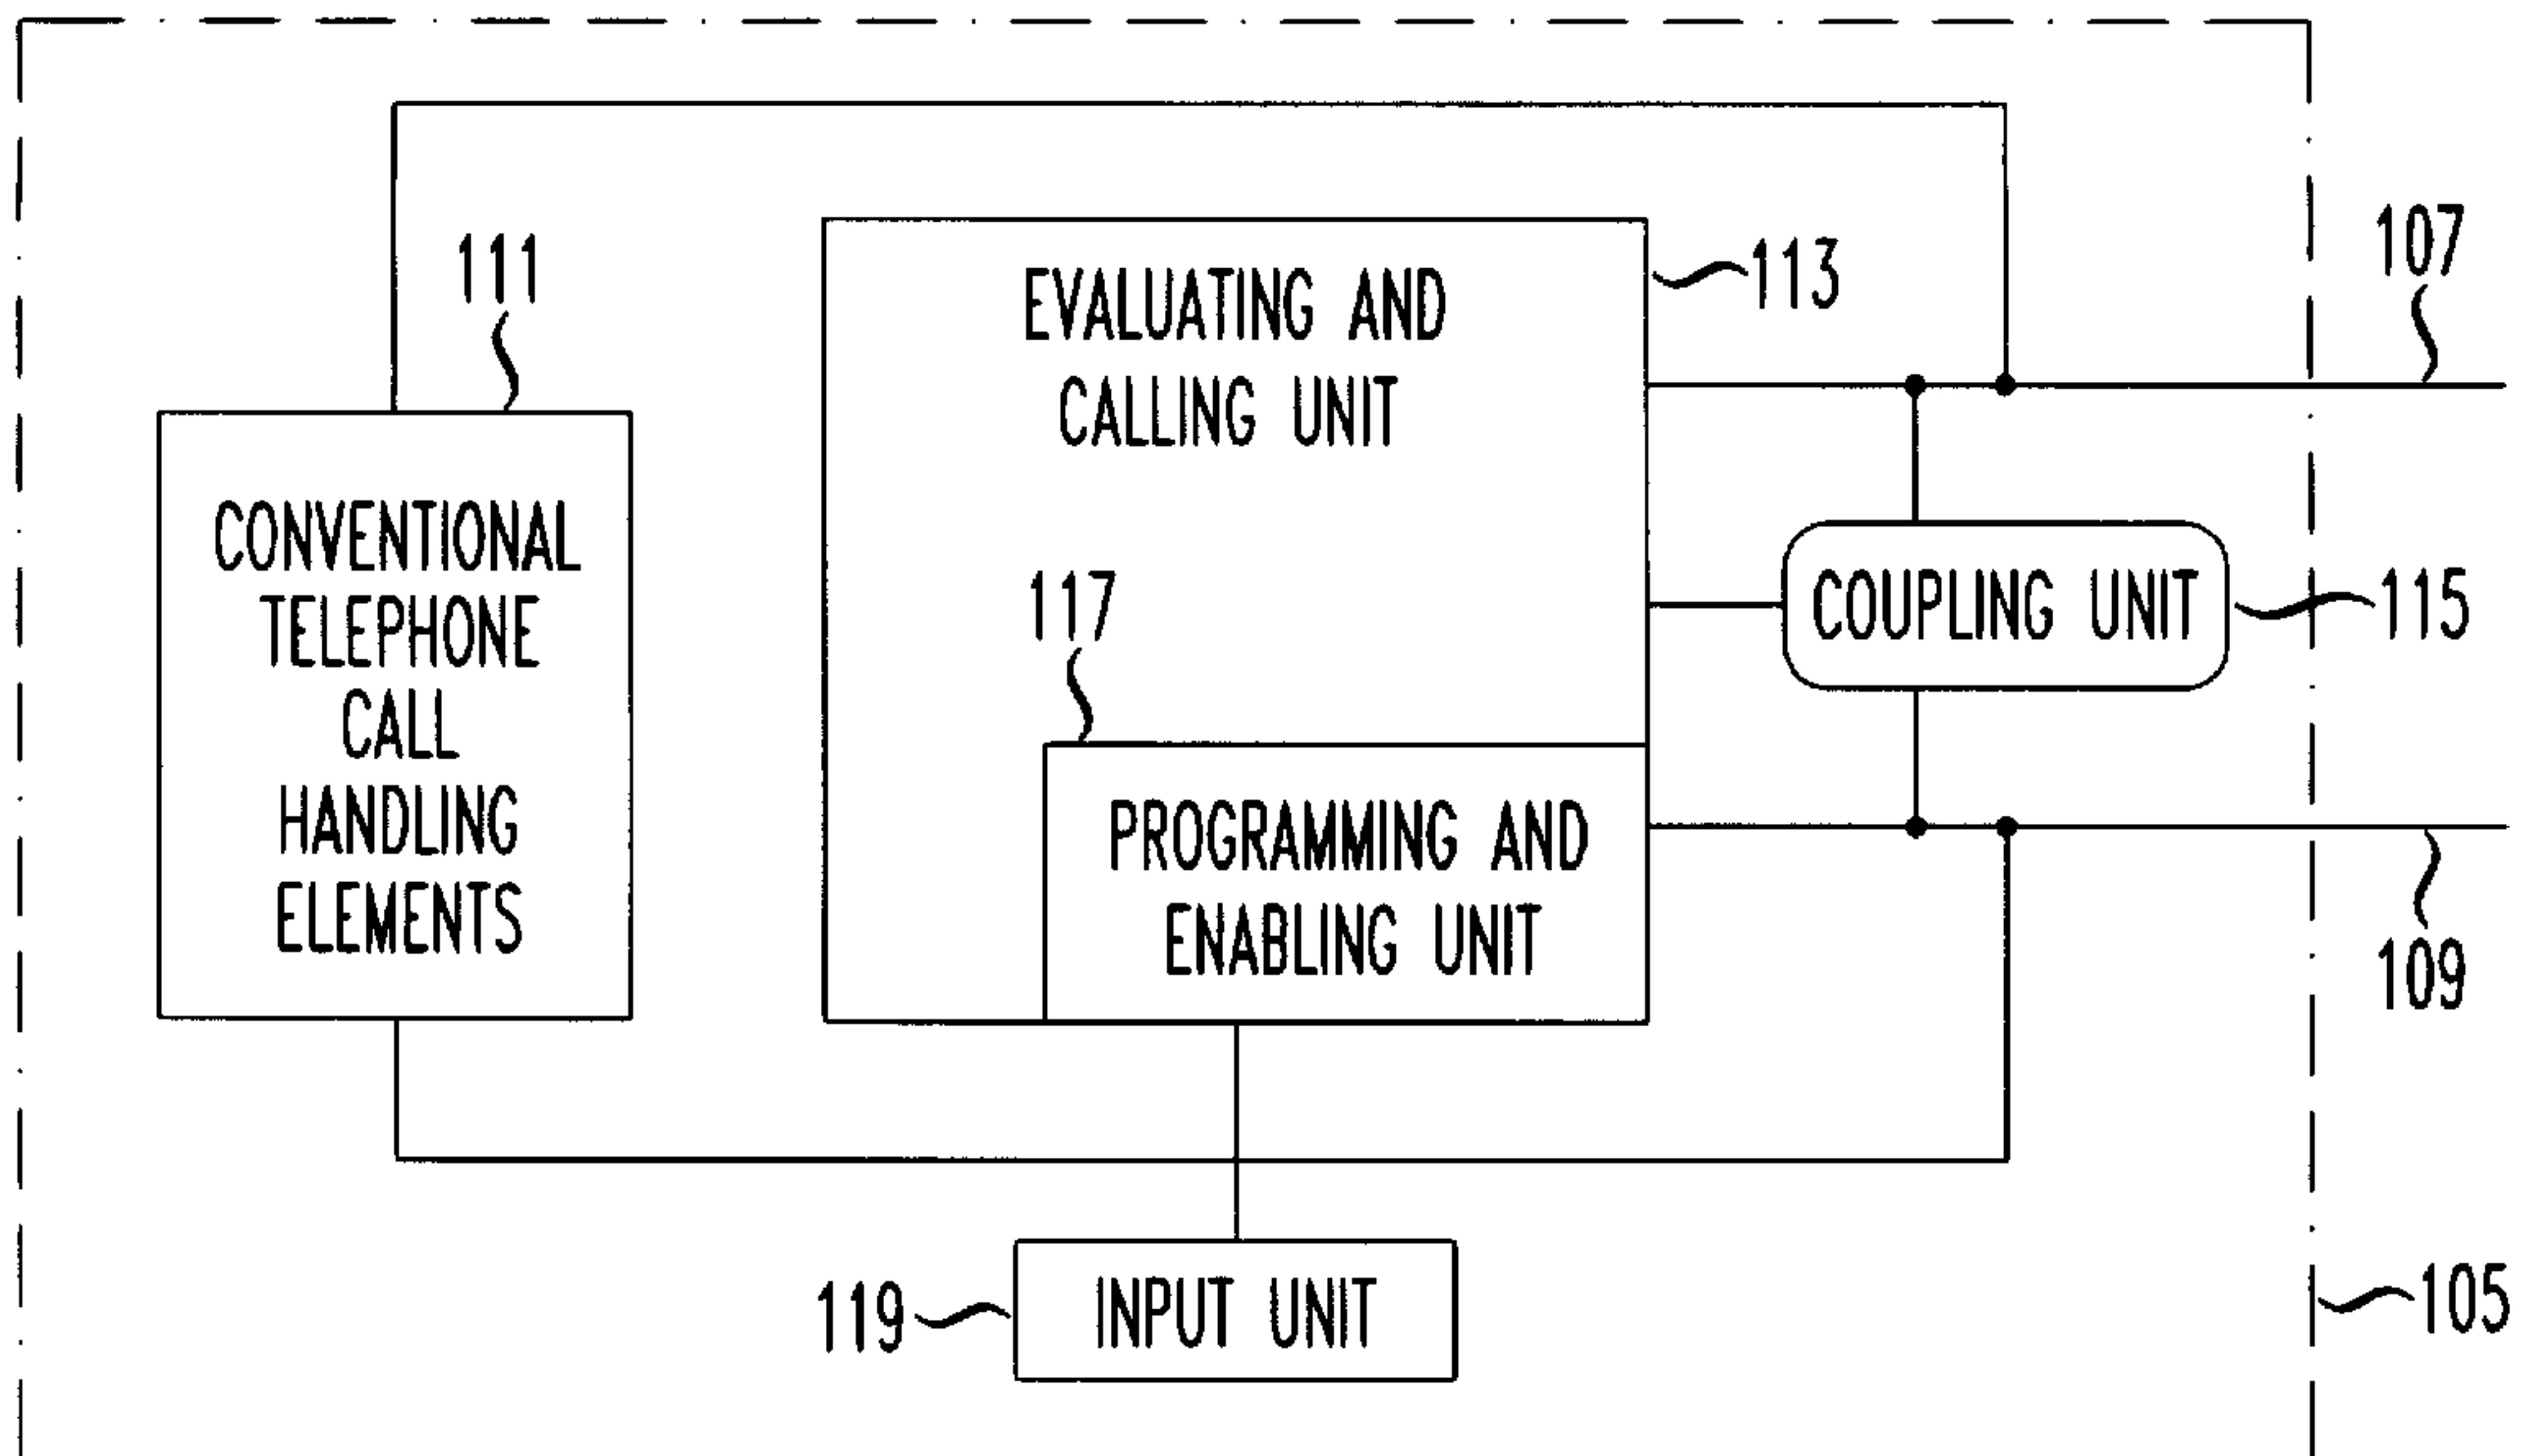 111
113
107
EVALUATING AND
CALLING UNIT
CONVENTIONAL
TELEPHONE
CALL
HANDLING
ELEMENTS
117
COUPLING UNIT
115
PROGRAMMING AND
ENABLING UNIT
109
119
INPUT UNIT
105